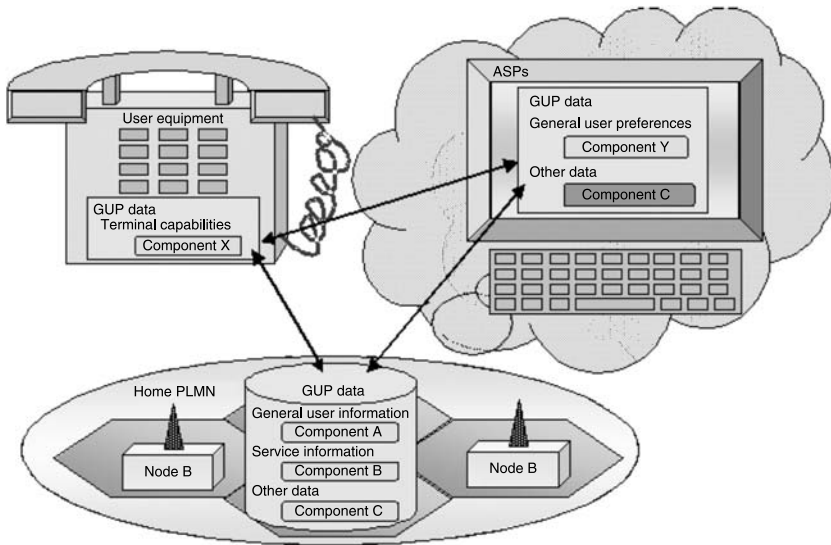 User equipment
GUP data
Terminal capabilities
Component X
ASPs
GUP data
General user preferences
Component Y
Other data
Component C
Home PLMN
GUP data
General user information
Component A
Service information
Component B
Other data
Component C
Node B
Node B